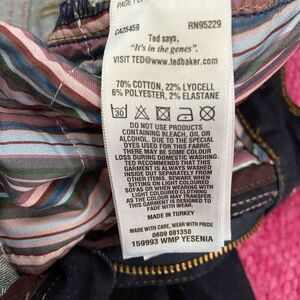 CA25459 RN95229
Ted says,
"It's in the genes".
VISIT TED@www.tedbaker.com
70% COTTON, 22% LYOCELL
6% POLYESTER, 2% ELASTANE
30
DO NOT USE PRODUCTS
CONTAINING BLEACH, OIL OR
ALCOHOL. DUE TO THE SPECIAL
DYES USED FOR THIS FABRIC
THERE MAY BE SOME COLOUR
LOSS DURING DOMESTIC WASHING.
TED RECOMMENDS THAT THIS
GARMENT IS ALWAYS WASHED
INSIDE OUT SEPARATELY FROM
OTHER ITEMS. BEWARE WHEN
SITTING ON LIGHT COLOURED
SOFAS OR WHEN WEARING WITH
LIGHT COLOURED CLOTHING
AS THE COLOUR MAY TRANSFER.
THIS GARMENT IS DESIGNED TO
FADE WITH WEAR.
MADE IN TURKEY
MADE WITH CARE, WEAR WITH PRIDE
0609 081350
159993 WMP YESENIA